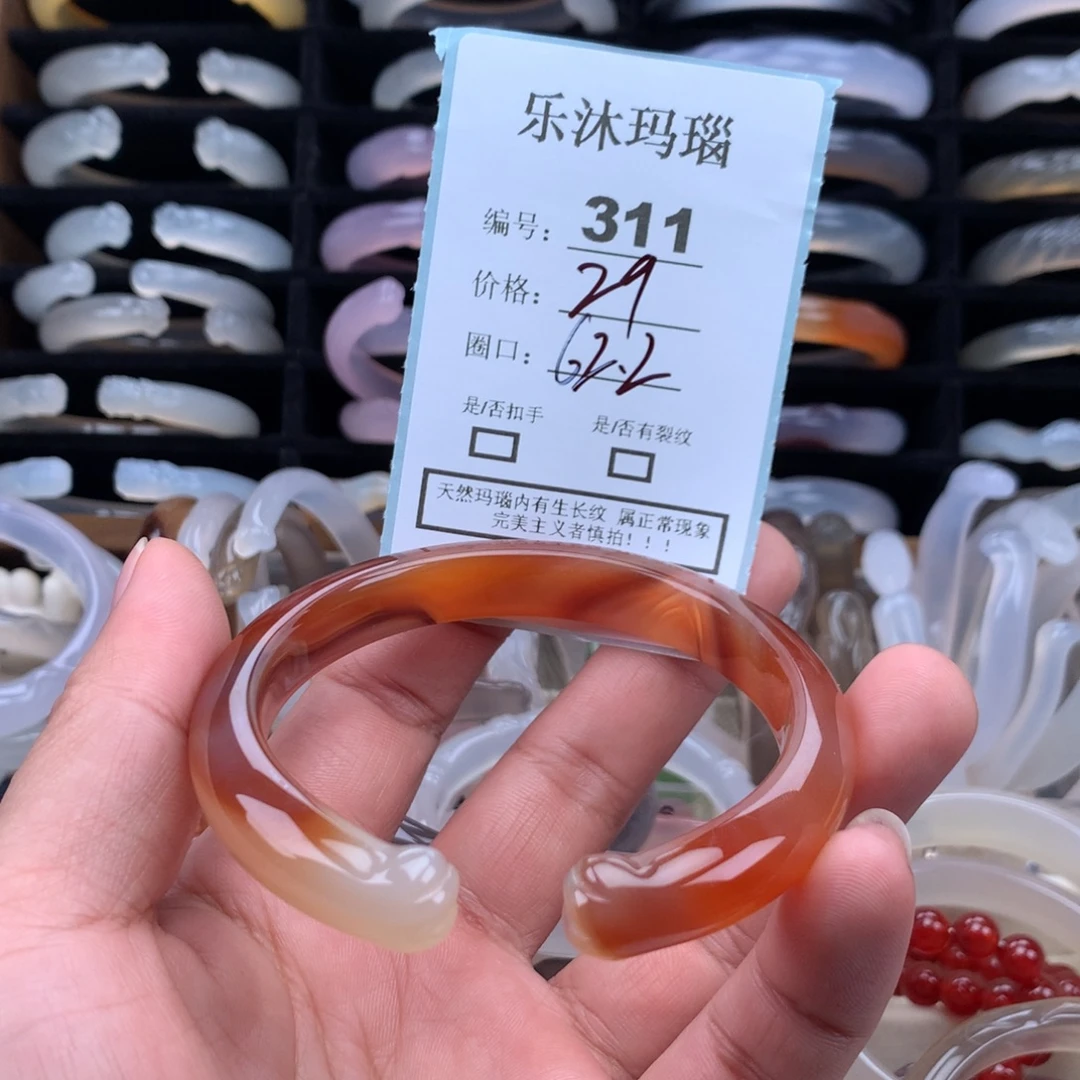 乐沐玛瑙
编号：311
价格：29
圈口：62.2
是/否扣手 是/否有裂纹
天然玛瑙内有生长纹 属正常现象
完美主义者慎拍！！！